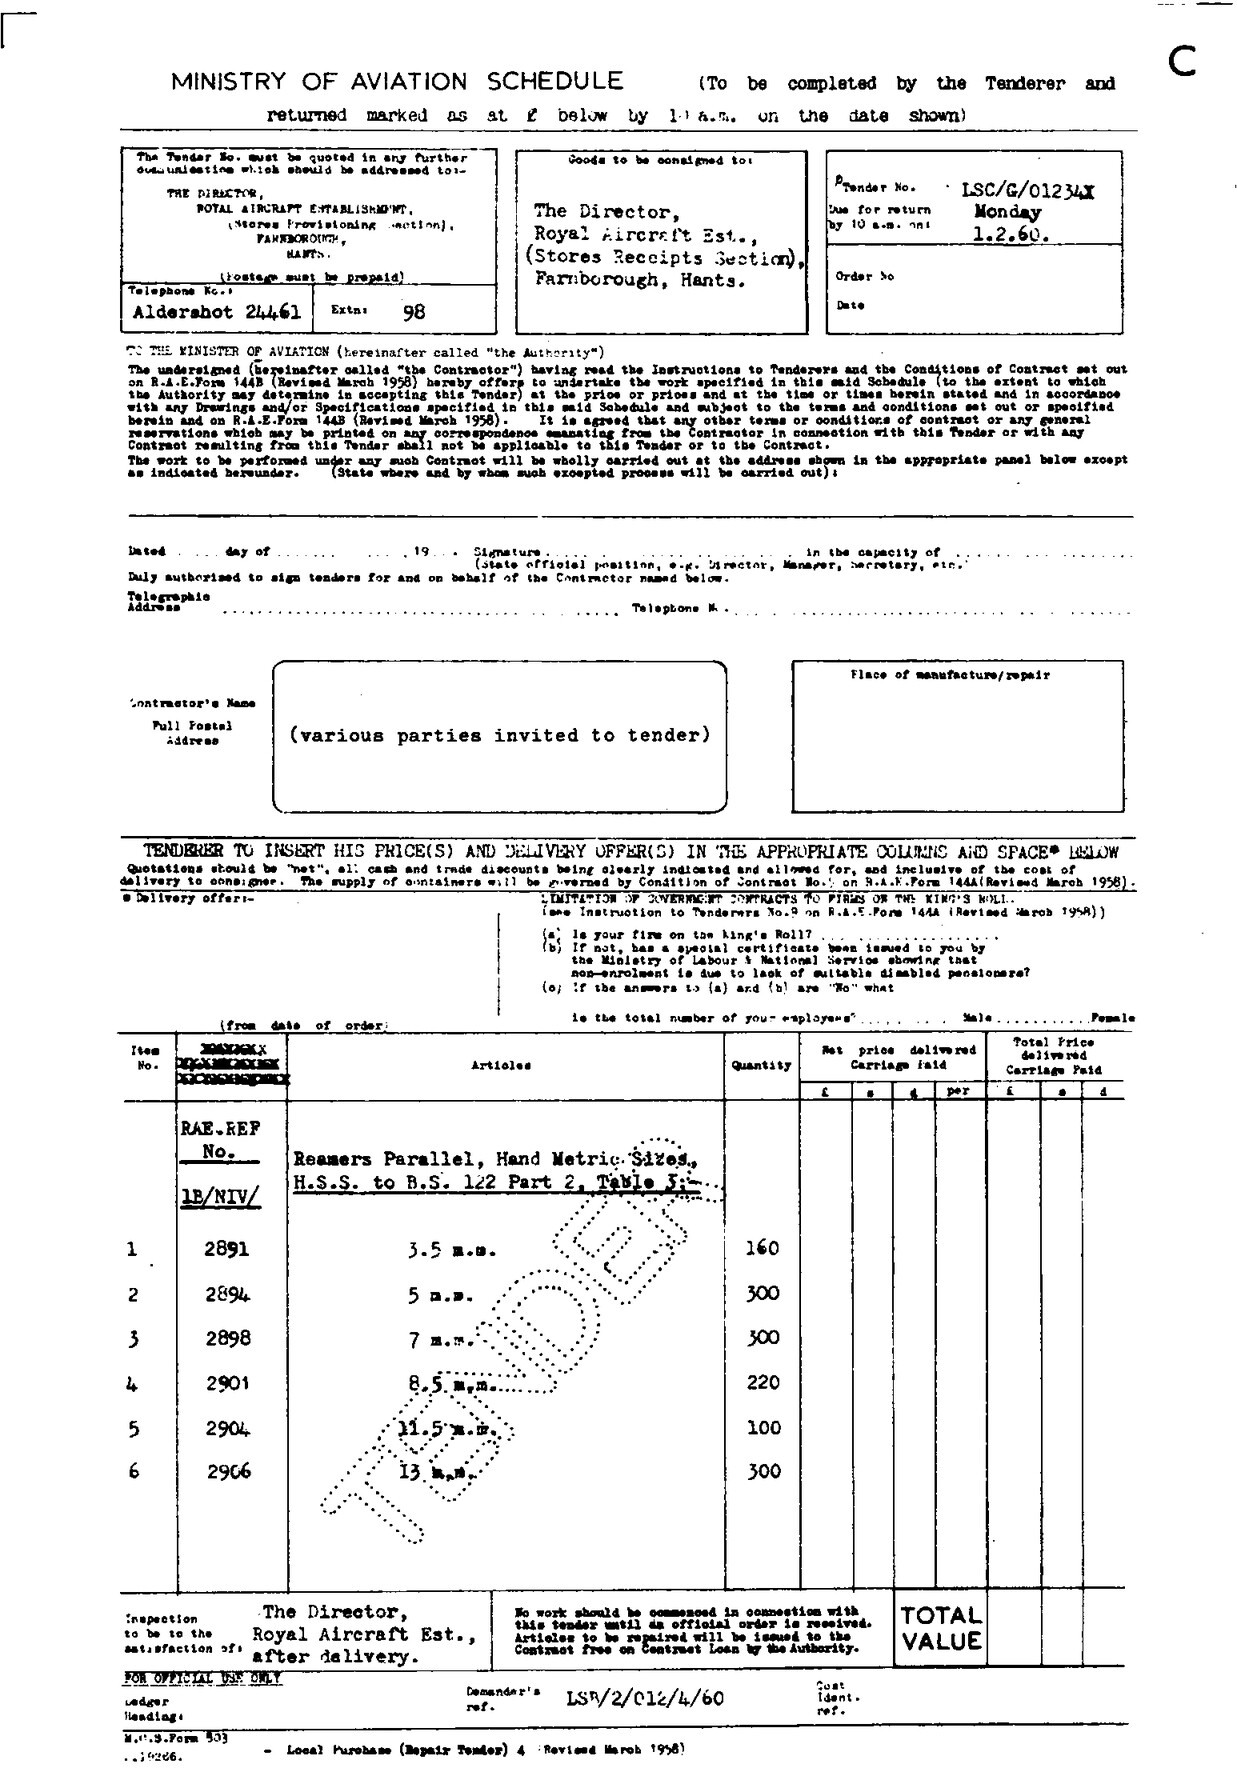 C
MINISTRY OF AVIATION SCHEDULE (To be completed by the Tenderer and
returned marked as at £ below by 10 a.m. on the date shown)
The Tender No. must be quoted in any further
communication which should be addressed to:-
THE DIRECTOR,
ROYAL AIRCRAFT ESTABLISHMENT,
(Stores Provisioning Section),
FARNBOROUGH,
HANTS.
(Postage must be prepaid)
Telephone No.:
Aldershot 24461
Extn: 98
Goods to be consigned to:
The Director,
Royal Aircraft Est.,
(Stores Receipts Section),
Farnborough, Hants.
Tender No. LSC/G/01234X
Due for return Monday
by 10 a.m. on: 1.2.60.
Order No
Date
TO THE MINISTER OF AVIATION (hereinafter called "the Authority")
The undersigned (hereinafter called "the Contractor") having read the Instructions to Tenderers and the Conditions of Contract set out
on R.A.E.Form 144B (Revised March 1958) hereby offers to undertake the work specified in this said Schedule (to the extent to which
the Authority may determine in accepting this Tender) at the price or prices and at the time or times herein stated and in accordance
with any Drawings and/or Specifications specified in this said Schedule and subject to the terms and conditions set out or specified
herein and on R.A.E.Form 144B (Revised March 1958). It is agreed that any other terms or conditions of contract or any general
reservations which may be printed on any correspondence emanating from the Contractor in connection with this Tender or with any
Contract resulting from this Tender shall not be applicable to this Tender or to the Contract.
The work to be performed under any such Contract will be wholly carried out at the address shown in the appropriate panel below except
as indicated hereunder. (State where and by whom such excepted process will be carried out):
Dated .... day of ........ .... 19... Signature.................... in the capacity of ....................
(State official position, e.g. Director, Manager, Secretary, etc.)
Duly authorised to sign tenders for and on behalf of the Contractor named below.
Telegraphic
Address ........................................ Telephone N........................................
Contractor's Name
Full Postal
Address
(various parties invited to tender)
Place of manufacture/repair
TENDERER TO INSERT HIS PRICE(S) AND DELIVERY OFFER(S) IN THE APPROPRIATE COLUMNS AND SPACE* BELOW
Quotations should be "net", all cash and trade discounts being clearly indicated and allowed for, and inclusive of the cost of
delivery to consignee. The supply of containers will be governed by Condition of Contract No. on R.A.E.Form 144A(Revised March 1958).
* Delivery offer:-
(from date of order)
LIMITATION OF GOVERNMENT CONTRACTS TO FIRMS ON THE KING'S ROLL.
(see Instruction to Tenderers No.9 on R.A.E.Form 144A (Revised March 1958))
(a) Is your firm on the King's Roll? ....................
(b) If not, has a special certificate been issued to you by
the Ministry of Labour & National Service showing that
non-enrolment is due to lack of suitable disabled pensioners?
(c) If the answers to (a) and (b) are "No" what
is the total number of your employees? ............ Male...........Female
Item
No.
Articles
Quantity
Net price delivered
Carriage Paid
Total Price
delivered
Carriage Paid
£ s d per £ s d
RAE.REF
No.
1B/NIV/
Reamers Parallel, Hand Metric Sizes,
H.S.S. to B.S. 122 Part 2, Table 3:-
1 2891 3.5 m.m. 160
2 2894 5 m.m. 300
3 2898 7 m.m. 300
4 2901 8.5 m.m. 220
5 2904 11.5 m.m. 100
6 2906 13 m.m. 300
TENDER
Inspection
to be to the
satisfaction of:
The Director,
Royal Aircraft Est.,
after delivery.
No work should be commenced in connection with
this tender until an official order is received.
Articles to be repaired will be issued to the
Contract free on Contract Loan by the Authority.
TOTAL
VALUE
FOR OFFICIAL USE ONLY
Ledger
Heading:
Demander's
ref.
LSB/2/012/4/60
Cost
Ident.
ref.
M.C.S.Form 503
- Local Purchase (Repair Tender) 4 (Revised March 1958)